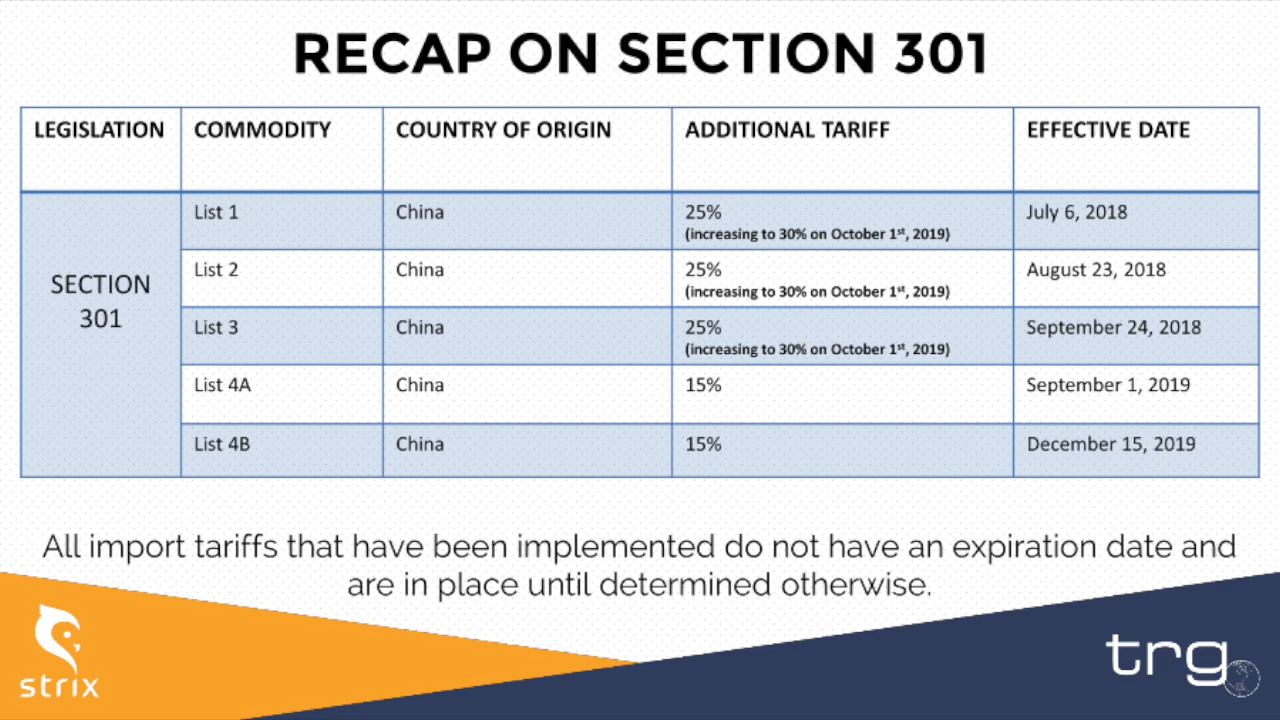 RECAP ON SECTION 301
LEGISLATION COMMODITY COUNTRY OF ORIGIN ADDITIONAL TARIFF EFFECTIVE DATE
SECTION
301
List 1 China 25% July 6, 2018
(increasing to 30% on October 1st, 2019)
List 2 China 25% August 23, 2018
(increasing to 30% on October 1st, 2019)
List 3 China 25% September 24, 2018
(increasing to 30% on October 1st, 2019)
List 4A China 15% September 1, 2019
List 4B China 15% December 15, 2019
All import tariffs that have been implemented do not have an expiration date and
are in place until determined otherwise.
strix
trg